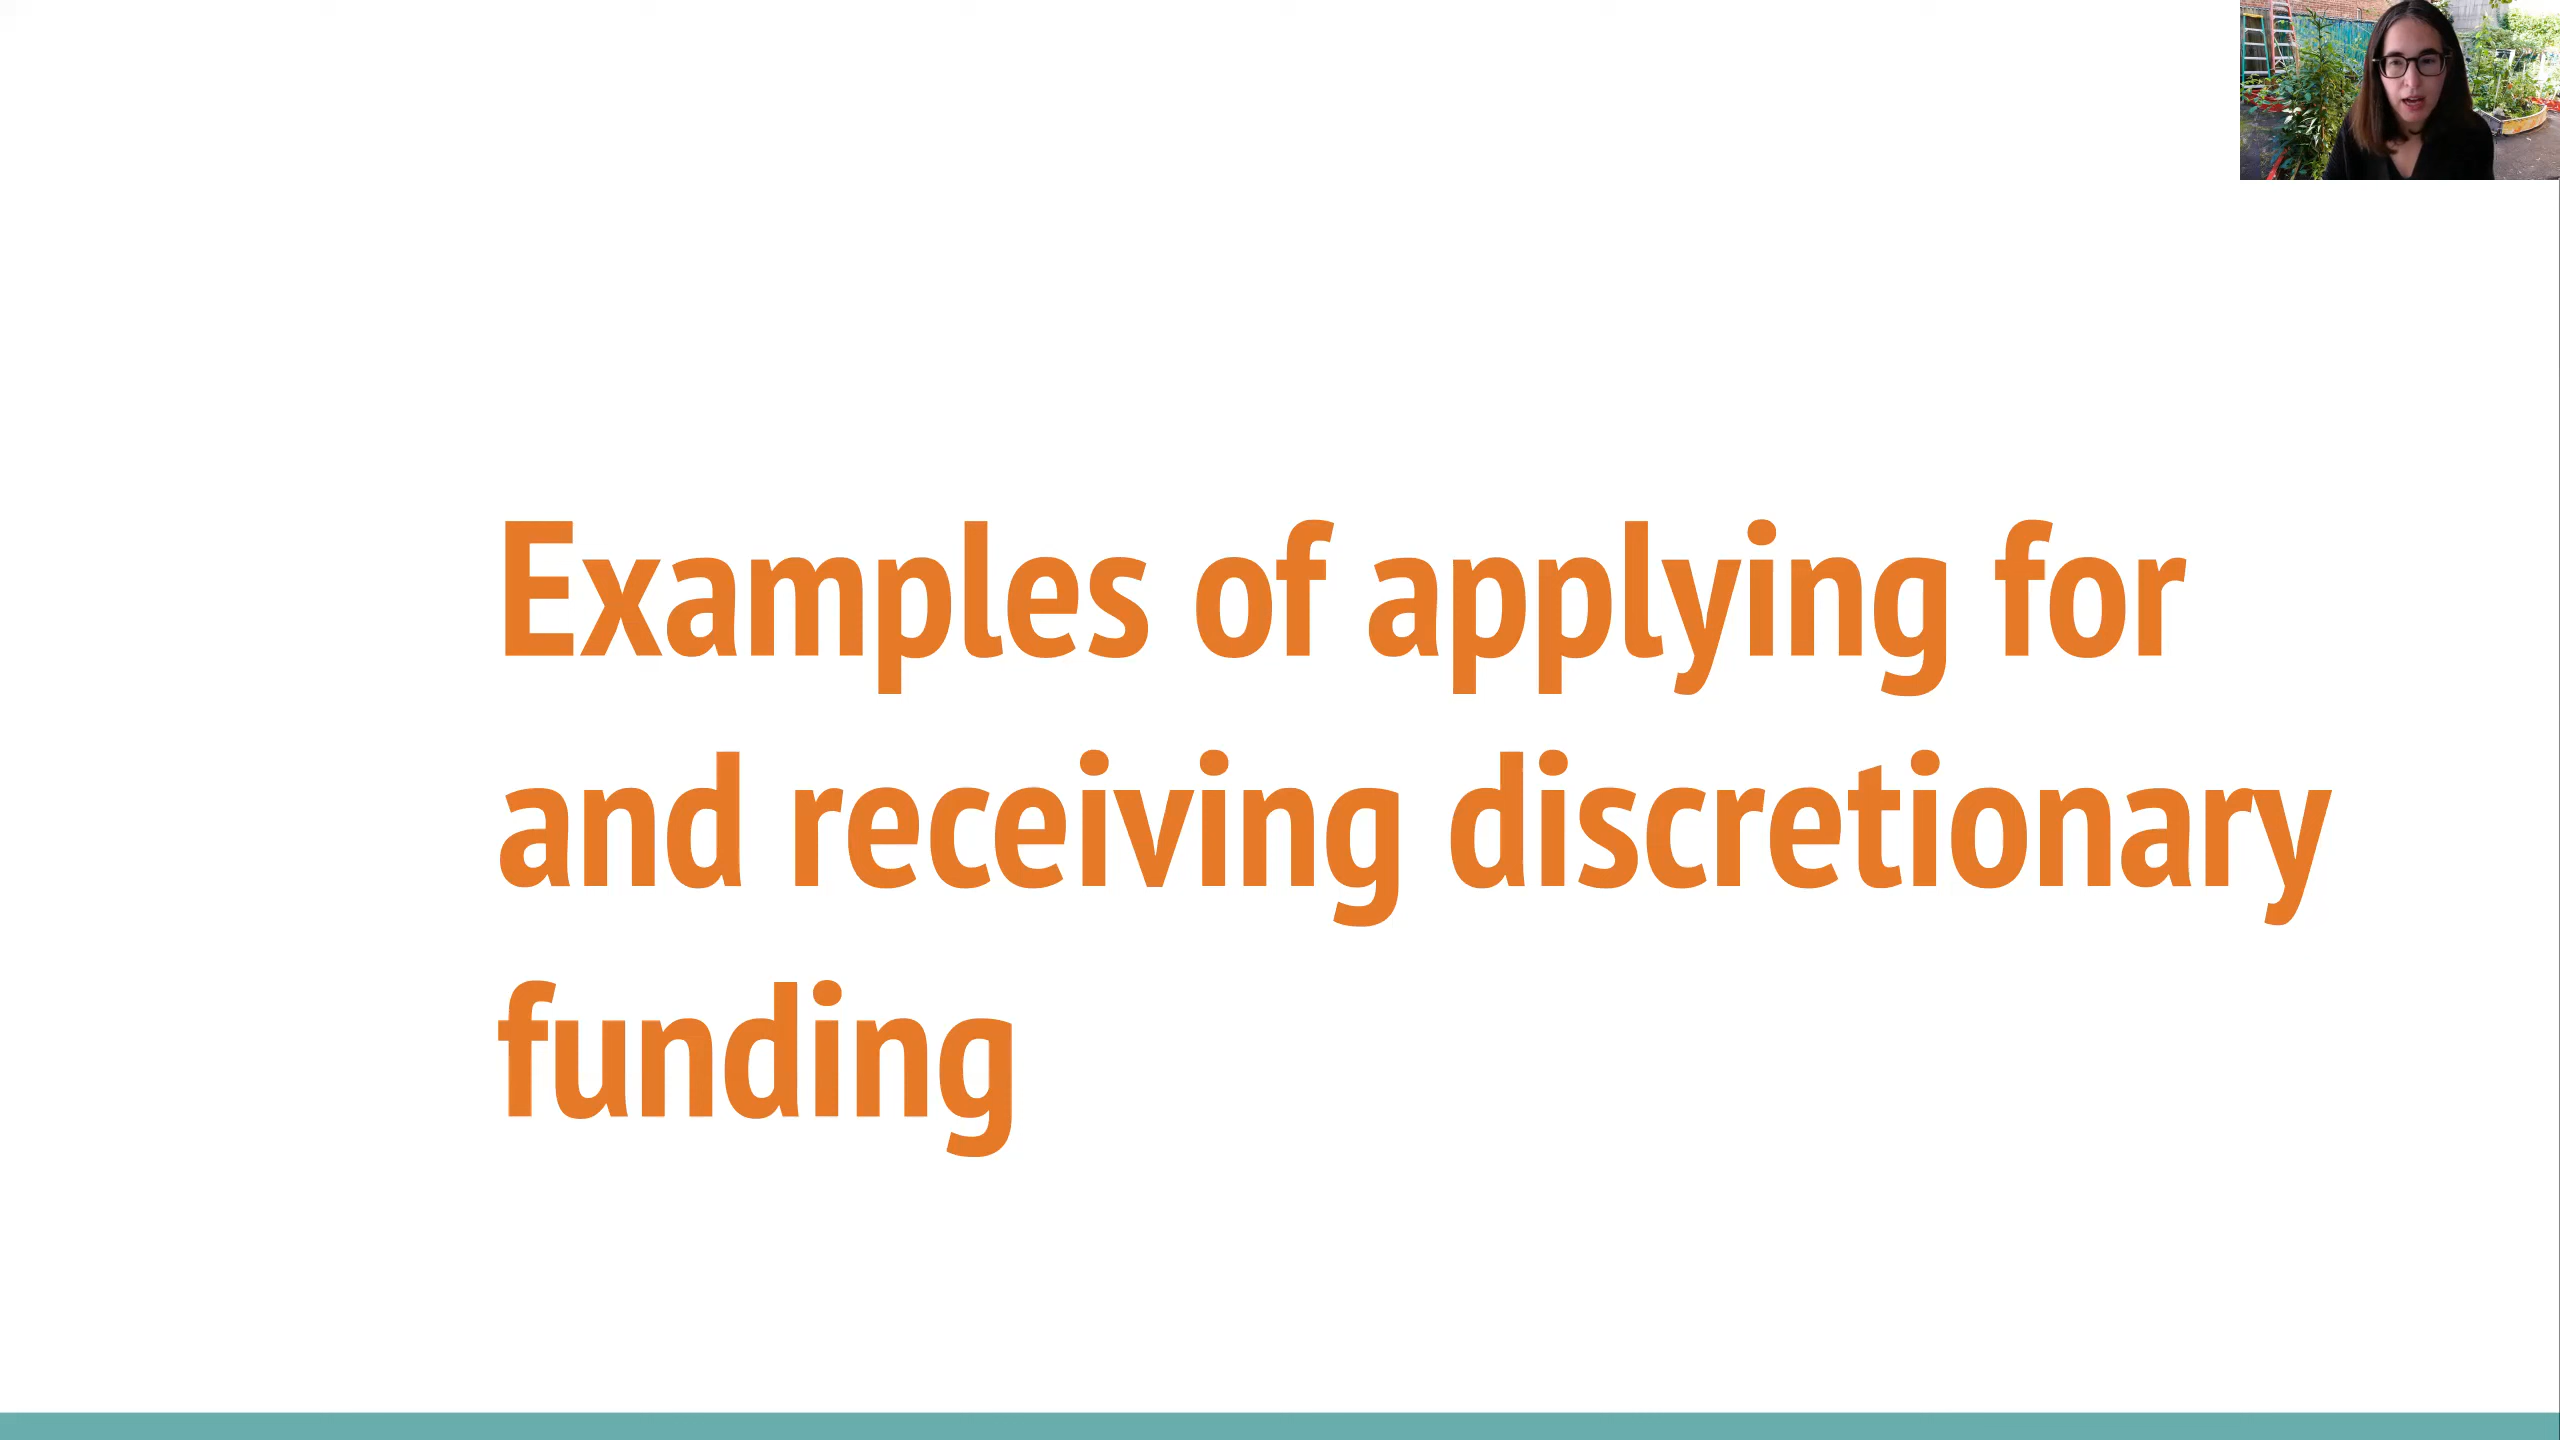 Examples of applying for
and receiving discretionary
funding